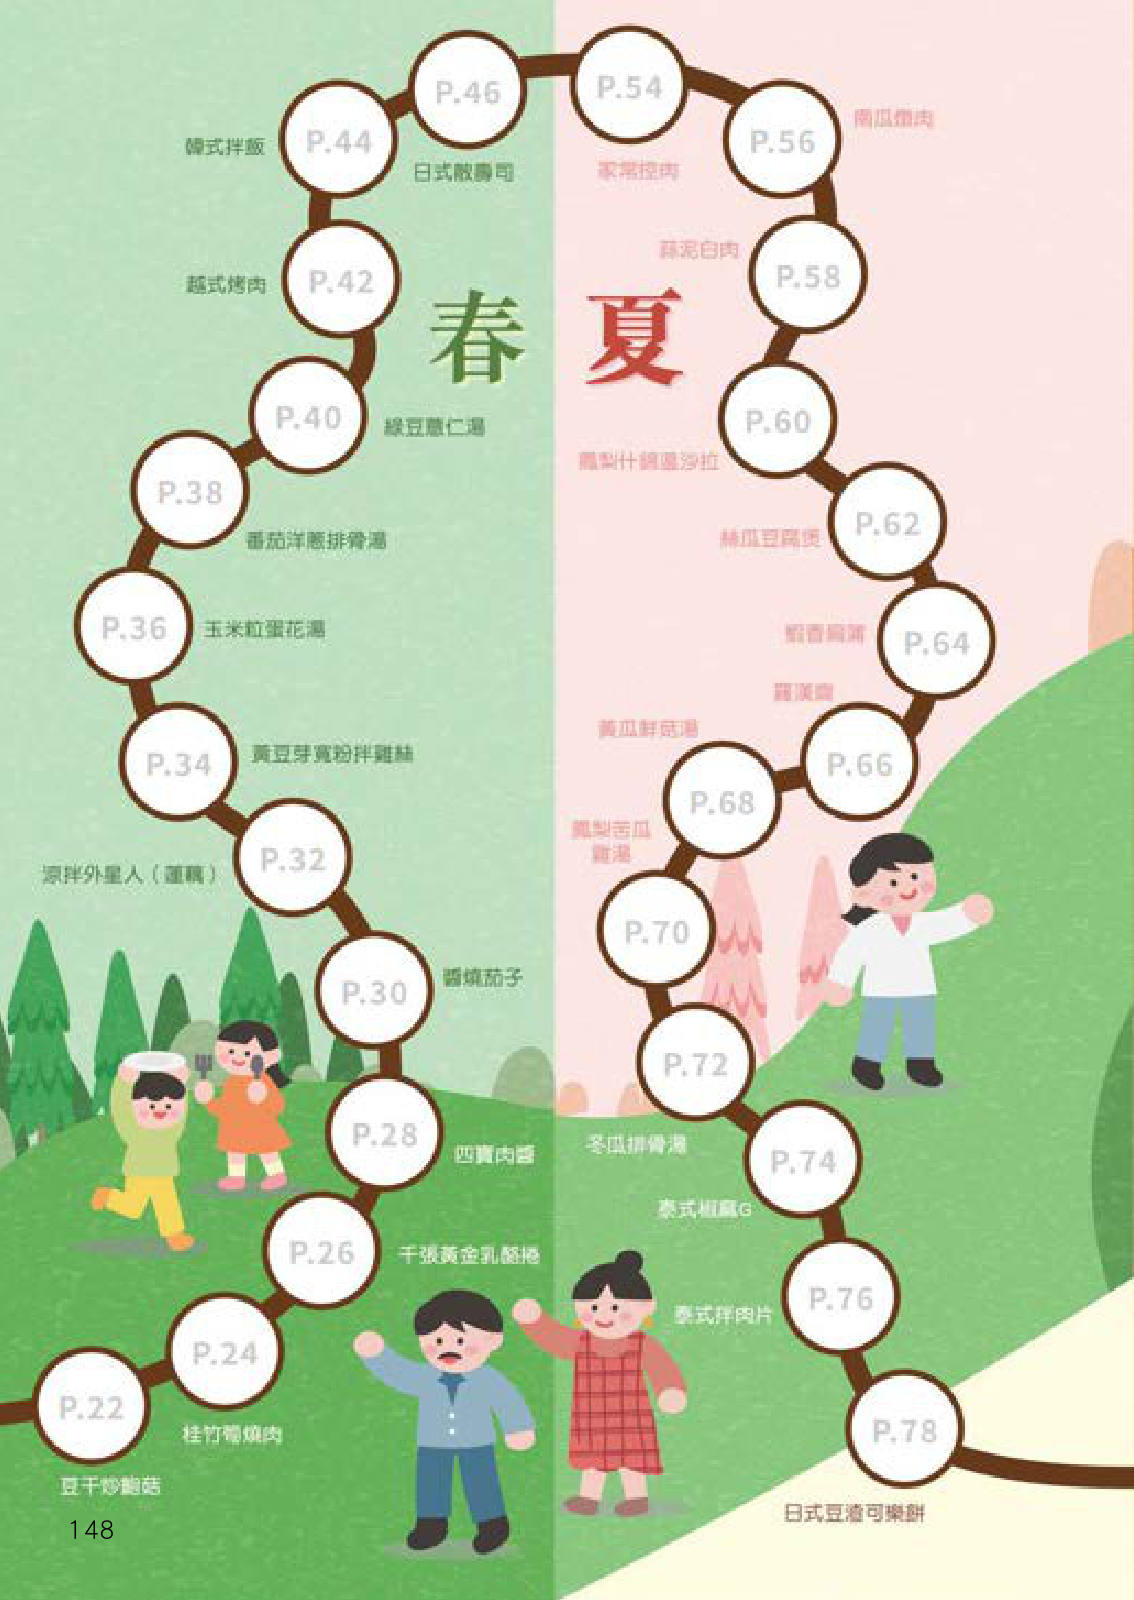 P.46
日式散壽司
P.44
韓式拌飯
P.42
越式烤肉
春
P.40
綠豆薏仁湯
P.38
番茄洋蔥排骨湯
P.36
玉米粒蛋花湯
P.34
黃豆芽寬粉拌雞絲
P.32
涼拌外星人（蓮藕）
P.30
醬燒茄子
P.28
四寶肉醬
P.26
千張黃金乳酪捲
P.24
桂竹筍燒肉
P.22
豆干炒鮑菇
148
P.54
家常控肉
P.56
南瓜燉肉
P.58
蒜泥白肉
夏
P.60
鳳梨什錦溫沙拉
P.62
絲瓜豆腐煲
P.64
蝦香扁蒲
P.66
羅漢齋
P.68
黃瓜鮮菇湯
P.70
鳳梨苦瓜
雞湯
P.72
冬瓜排骨湯
P.74
泰式椒麻G
P.76
泰式拌肉片
P.78
日式豆渣可樂餅